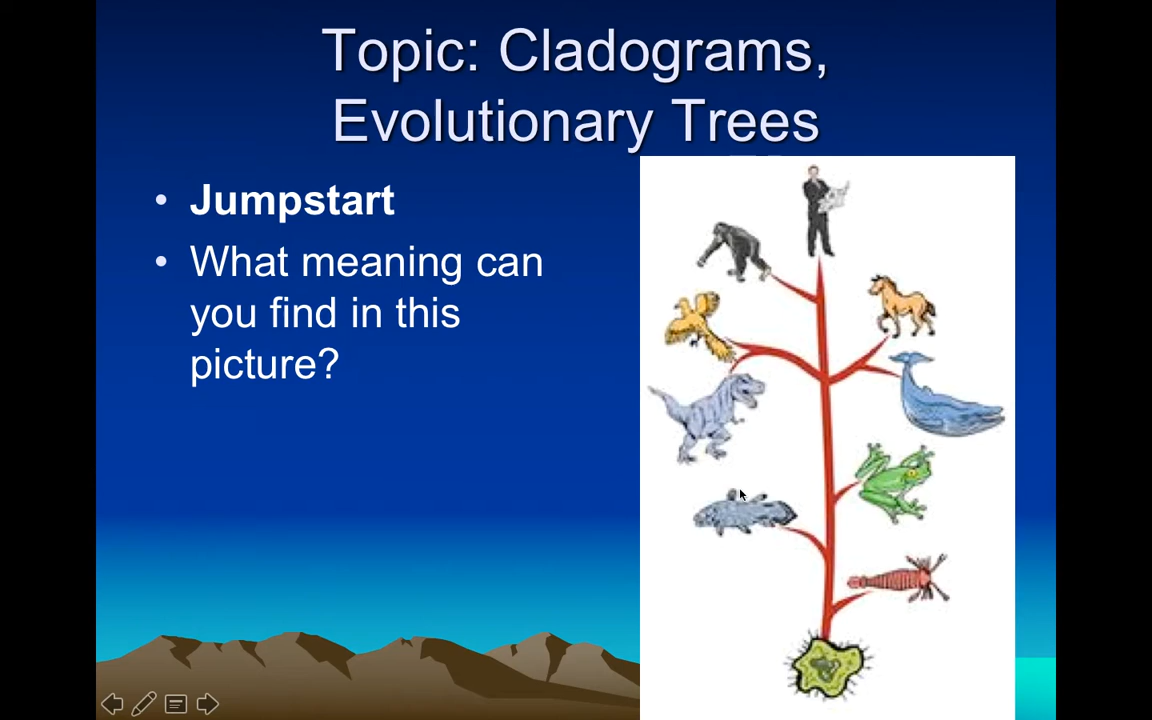 Topic: Cladograms,
Evolutionary Trees
• Jumpstart
• What meaning can
you find in this
picture?